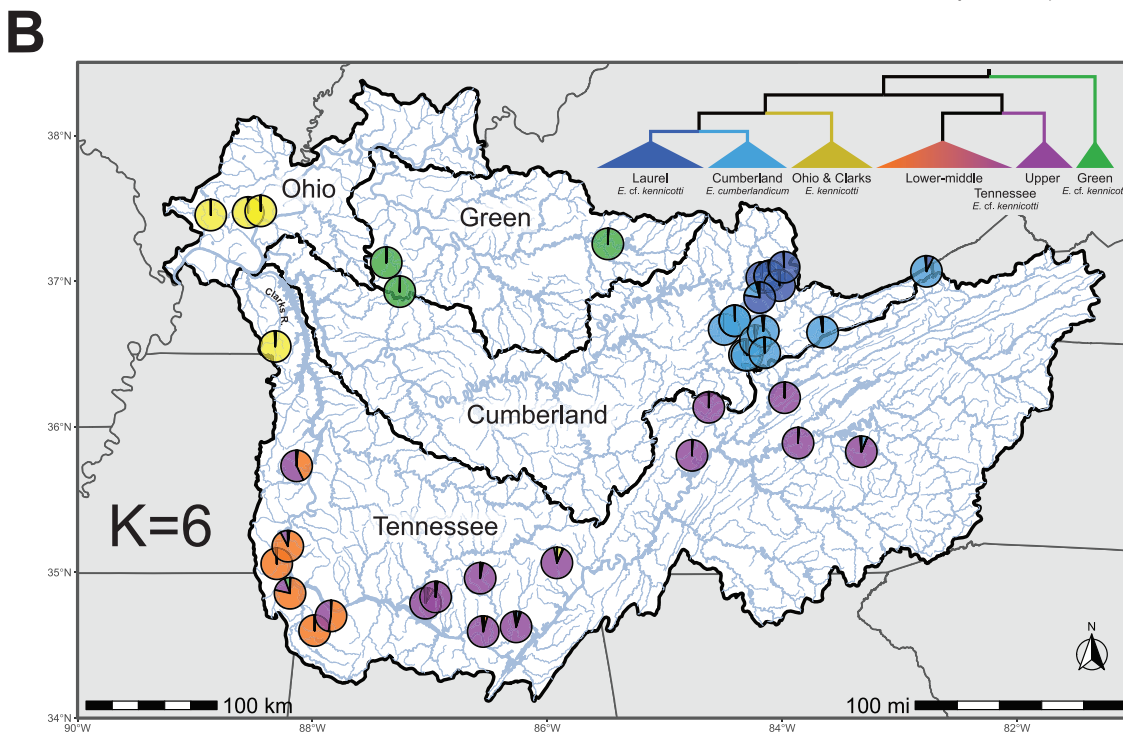 B
Laurel
E. cf. kennicotti
Cumberland
E. cumberlandicum
Ohio & Clarks
E. kennicotti
Lower-middle
Upper
Tennessee
E. cf. kennicotti
Green
E. cf. kennicot
38°N
37°N
36°N
35°N
34°N
Ohio
Green
Clarks R.
Cumberland
K=6
Tennessee
N
100 km
100 mi
90°W
88°W
86°W
84°W
82°W